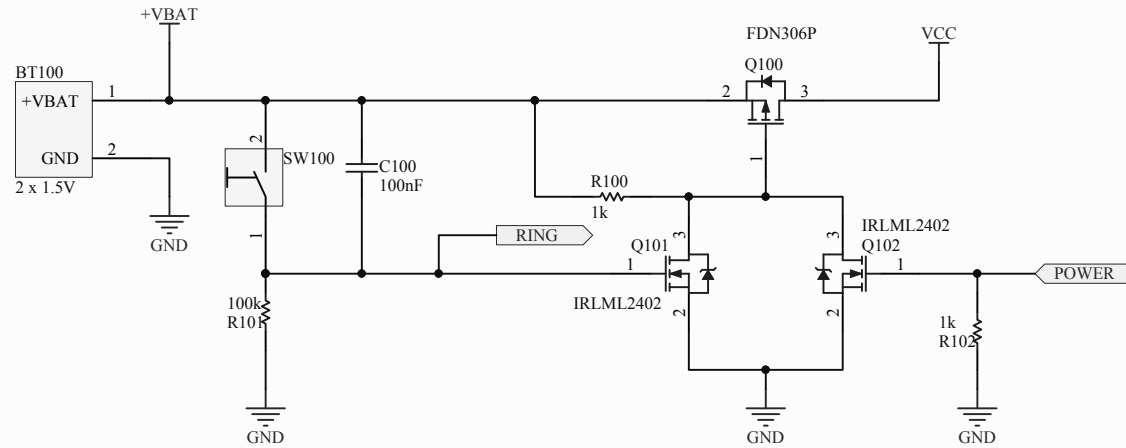 +VBAT
FDN306P
VCC
BT100
Q100
+VBAT
1
2
3
2
SW100
C100
100nF
GND
2
1
R100
2 x 1.5V
1k
1
GND
RING
Q101
3
3
IRLML2402
Q102
1
1
POWER
IRLML2402
100k
R101
2
2
1k
R102
GND
GND
GND